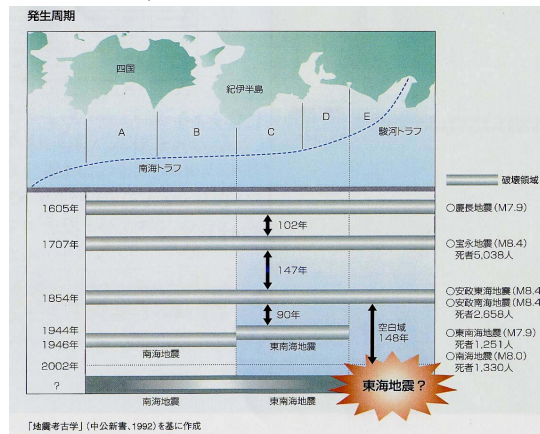 発生周期
四国
紀伊半島
A
B
C
D
E
駿河トラフ
南海トラフ
破壊領域
1605年
○慶長地震(M7.9)
102年
1707年
○宝永地震(M8.4)
死者5,038人
147年
1854年
○安政東海地震(M8.4
○安政南海地震(M8.4
死者2,658人
90年
空白域
148年
1944年
1946年
南海地震
東南海地震
○東南海地震(M7.9)
死者1,251人
○南海地震(M8.0)
死者1,330人
2002年
?
東海地震?
南海地震
東南海地震
「地震考古学」(中公新書、1992)を基に作成